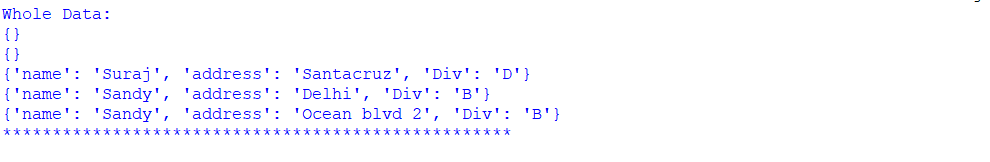 Whole Data:
{}
{}
{'name': 'Suraj', 'address': 'Santacruz', 'Div': 'D'}
{'name': 'Sandy', 'address': 'Delhi', 'Div': 'B'}
{'name': 'Sandy', 'address': 'Ocean blvd 2', 'Div': 'B'}
***************************************************